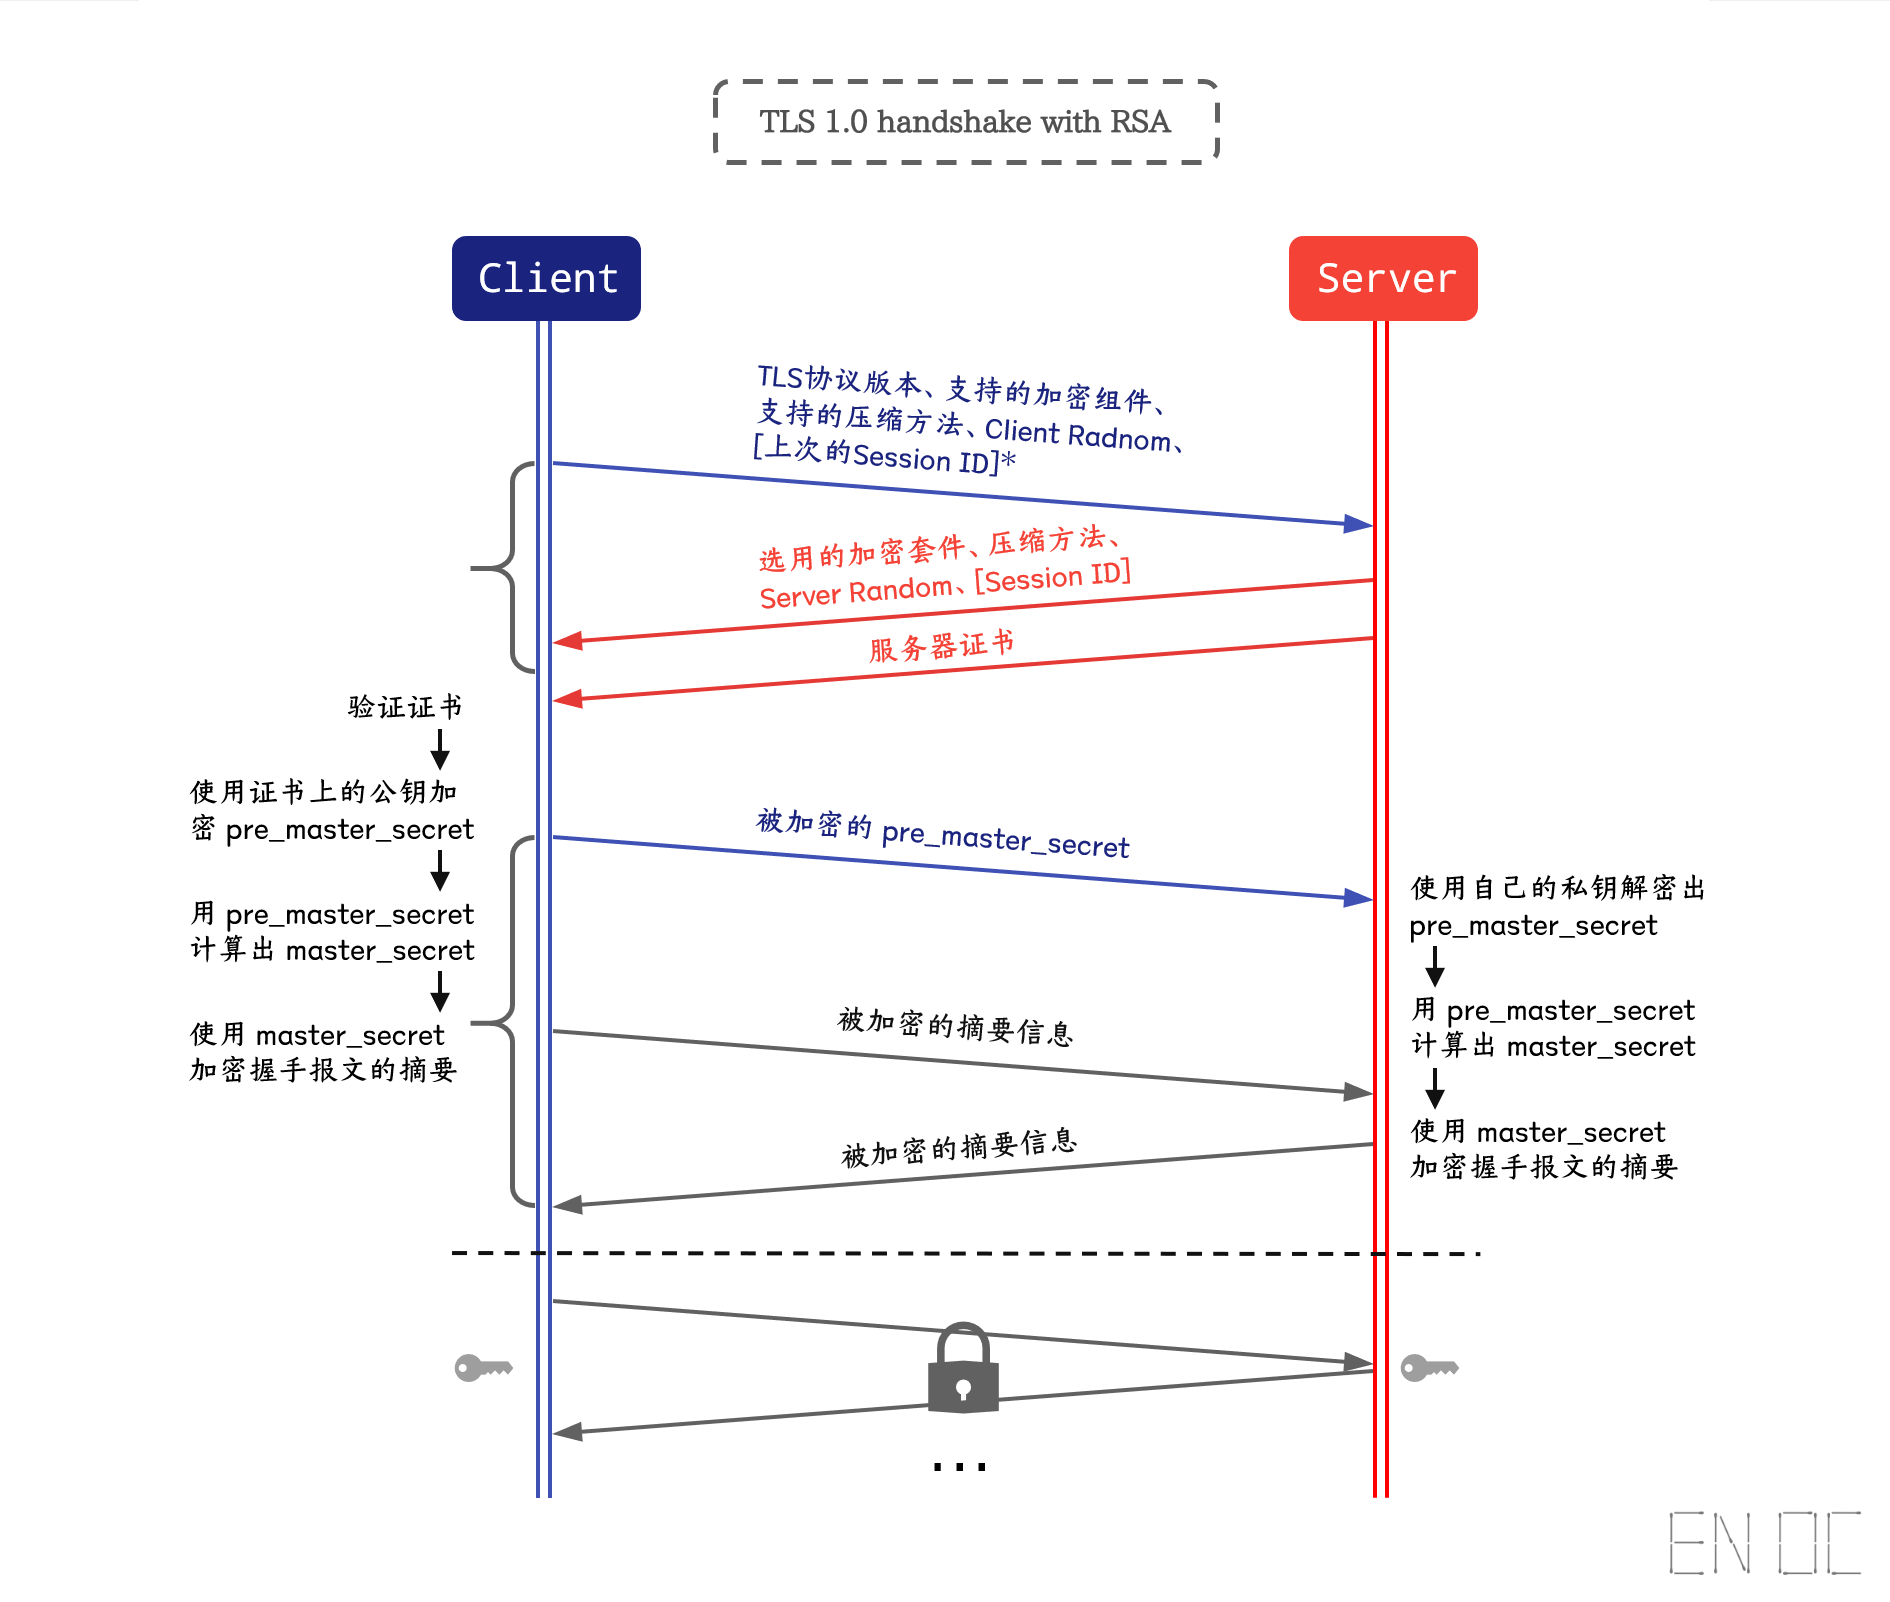 TLS 1.0 handshake with RSA
Client
Server
TLS协议版本、支持的加密组件、
支持的压缩方法、Client Radnom、
[上次的Session ID]*
选用的加密套件、压缩方法、
Server Random、[Session ID]
服务器证书
验证证书
使用证书上的公钥加
密 pre_master_secret
用 pre_master_secret
计算出 master_secret
使用 master_secret
加密握手报文的摘要
被加密的 pre_master_secret
使用自己的私钥解密出
pre_master_secret
用 pre_master_secret
计算出 master_secret
使用 master_secret
加密握手报文的摘要
被加密的摘要信息
被加密的摘要信息
...
EN OC